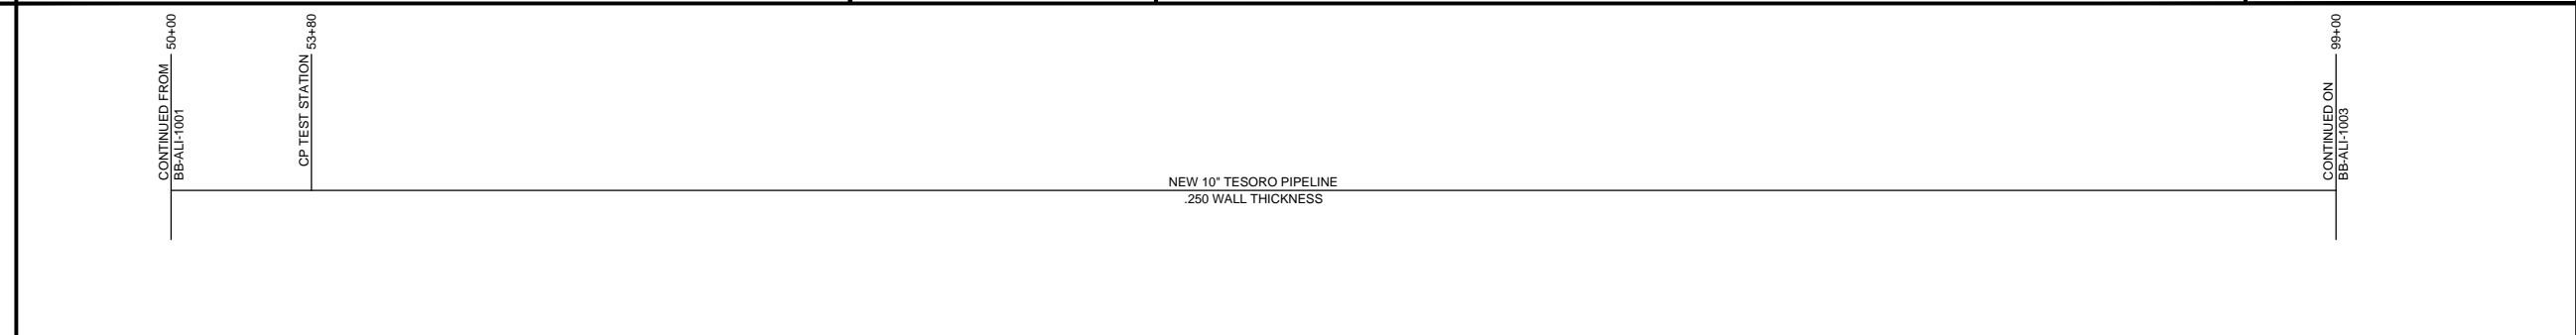 50+00
CONTINUED FROM
BB-ALI-1001
53+80
CP TEST STATION
NEW 10" TESORO PIPELINE
.250 WALL THICKNESS
99+00
CONTINUED ON
BB-ALI-1003